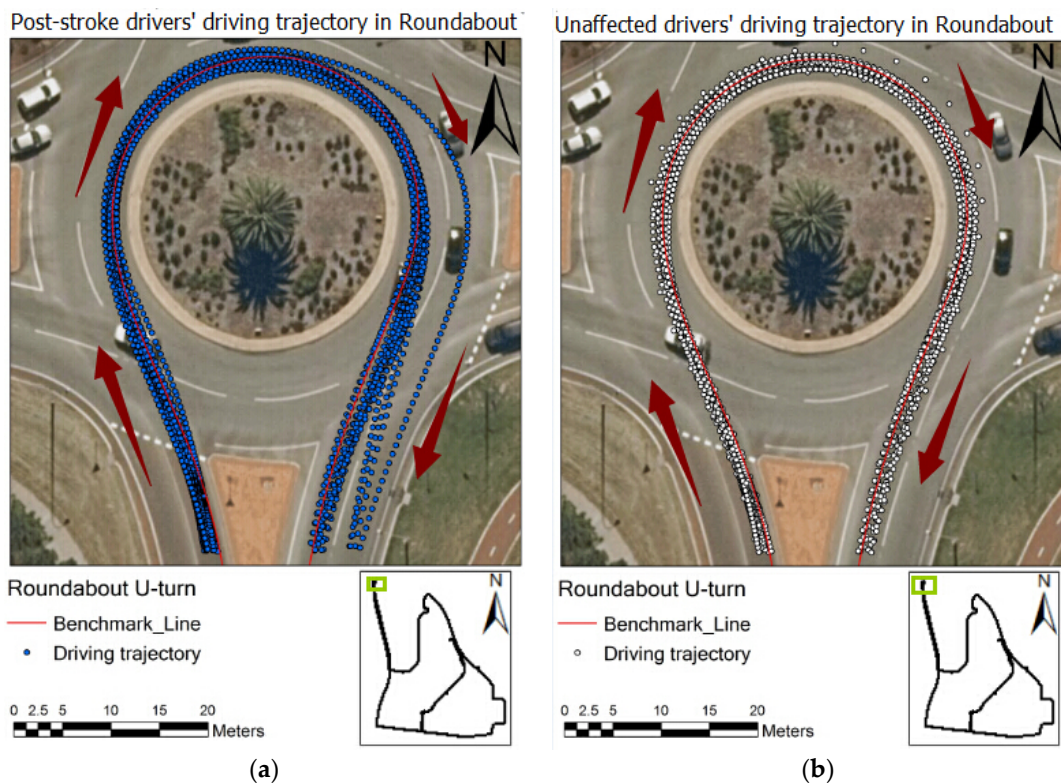 Post-stroke drivers' driving trajectory in Roundabout
N
Roundabout U-turn
Benchmark_Line
Driving trajectory
0 2.5 5 10 15 20
Meters
N
(a)
Unaffected drivers' driving trajectory in Roundabout
N
Roundabout U-turn
Benchmark_Line
Driving trajectory
0 2.5 5 10 15 20
Meters
N
(b)